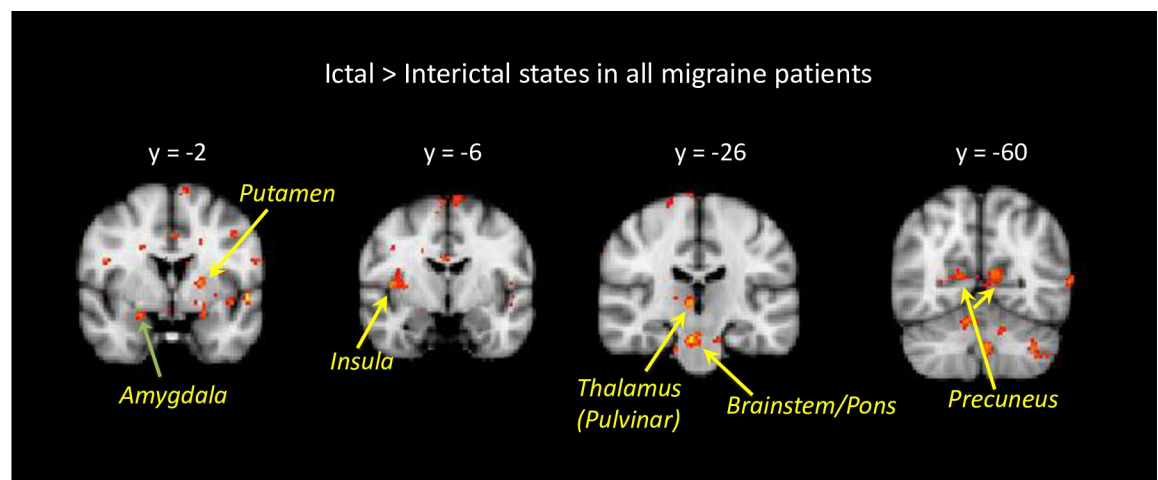 Ictal > Interictal states in all migraine patients
y = -2
y = -6
y = -26
y = -60
Putamen
Insula
Amygdala
Thalamus
(Pulvinar)
Brainstem/Pons
Precuneus